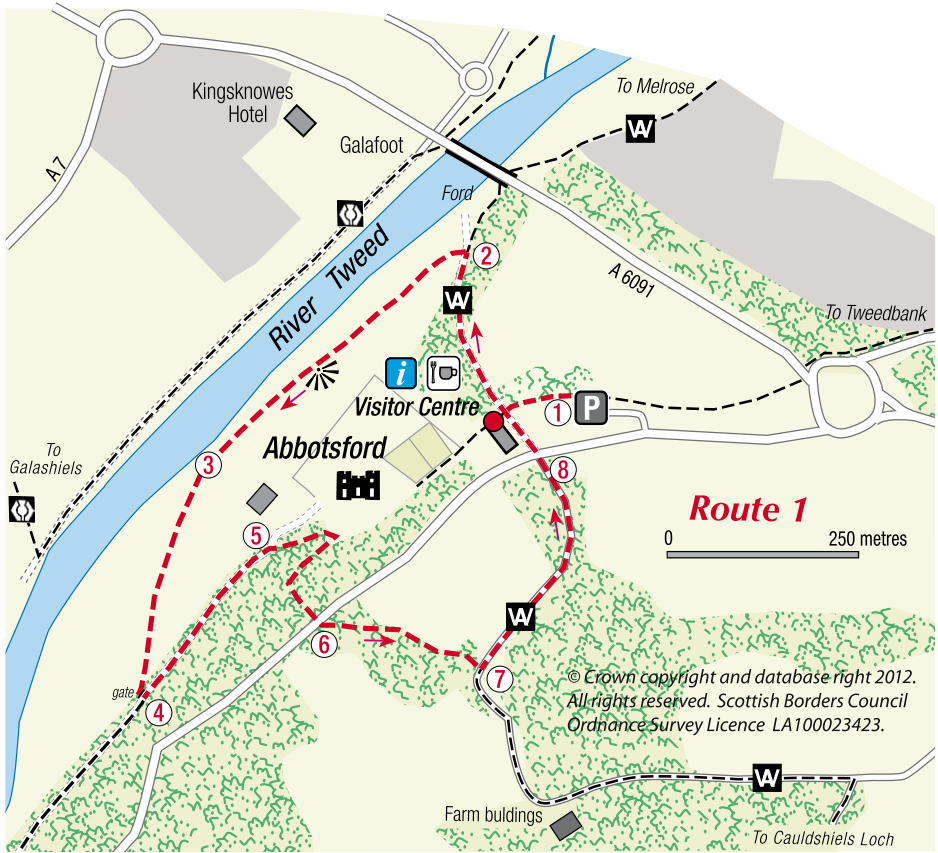 Kingsknowes
Hotel
To Melrose
W
Galafoot
A 7
Ford
River Tweed
2
A 6091
W
To Tweedbank
i
Visitor Centre
1
P
Abbotsford
To
Galashiels
3
8
Route 1
0 250 metres
5
W
6
7
gate
4
© Crown copyright and database right 2012.
All rights reserved. Scottish Borders Council
Ordnance Survey Licence LA100023423.
W
Farm buldings
To Cauldshiels Loch